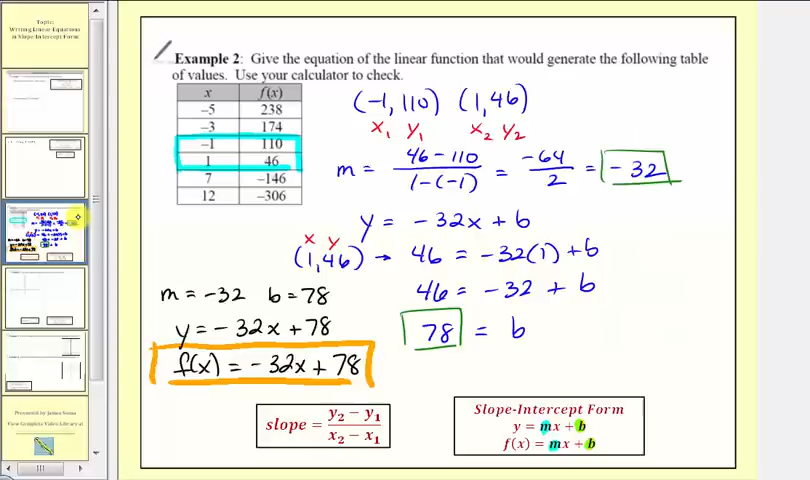 Topic:
Writing Linear Equations
in Slope-Intercept Form
Example 2: Give the equation of the linear function that would generate the following table
of values. Use your calculator to check.
x f(x)
-5 238
-3 174
-1 110
1 46
7 -146
12 -306
(-1, 110) (1, 46)
x₁ y₁ x₂ y₂
m = 46 - 110 / 1 - (-1) = -64 / 2 = -32
y = -32x + b
x y
(1, 46) → 46 = -32(1) + b
46 = -32 + b
78 = b
m = -32 b = 78
y = -32x + 78
f(x) = -32x + 78
slope = y₂ - y₁ / x₂ - x₁
Slope-Intercept Form
y = mx + b
f(x) = mx + b
Presented by James Sousa